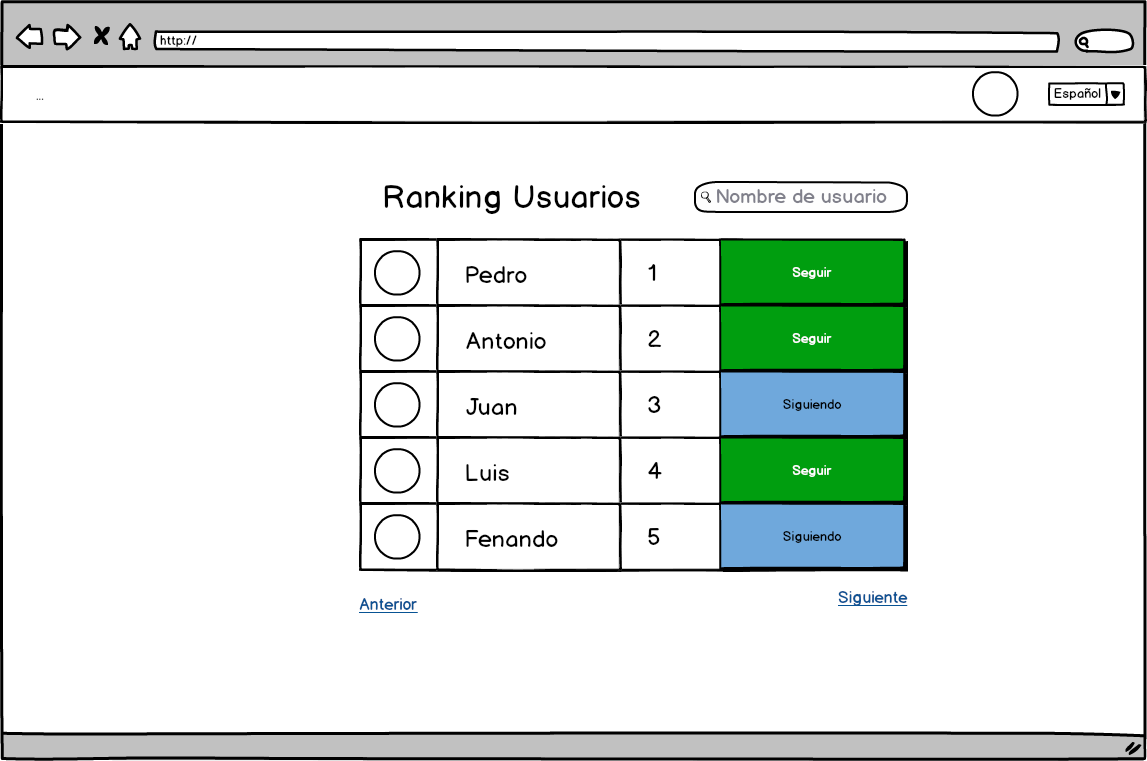 http://
...
Español
Ranking Usuarios
Nombre de usuario
Pedro 1 Seguir
Antonio 2 Seguir
Juan 3 Siguiendo
Luis 4 Seguir
Fenando 5 Siguiendo
Anterior Siguiente